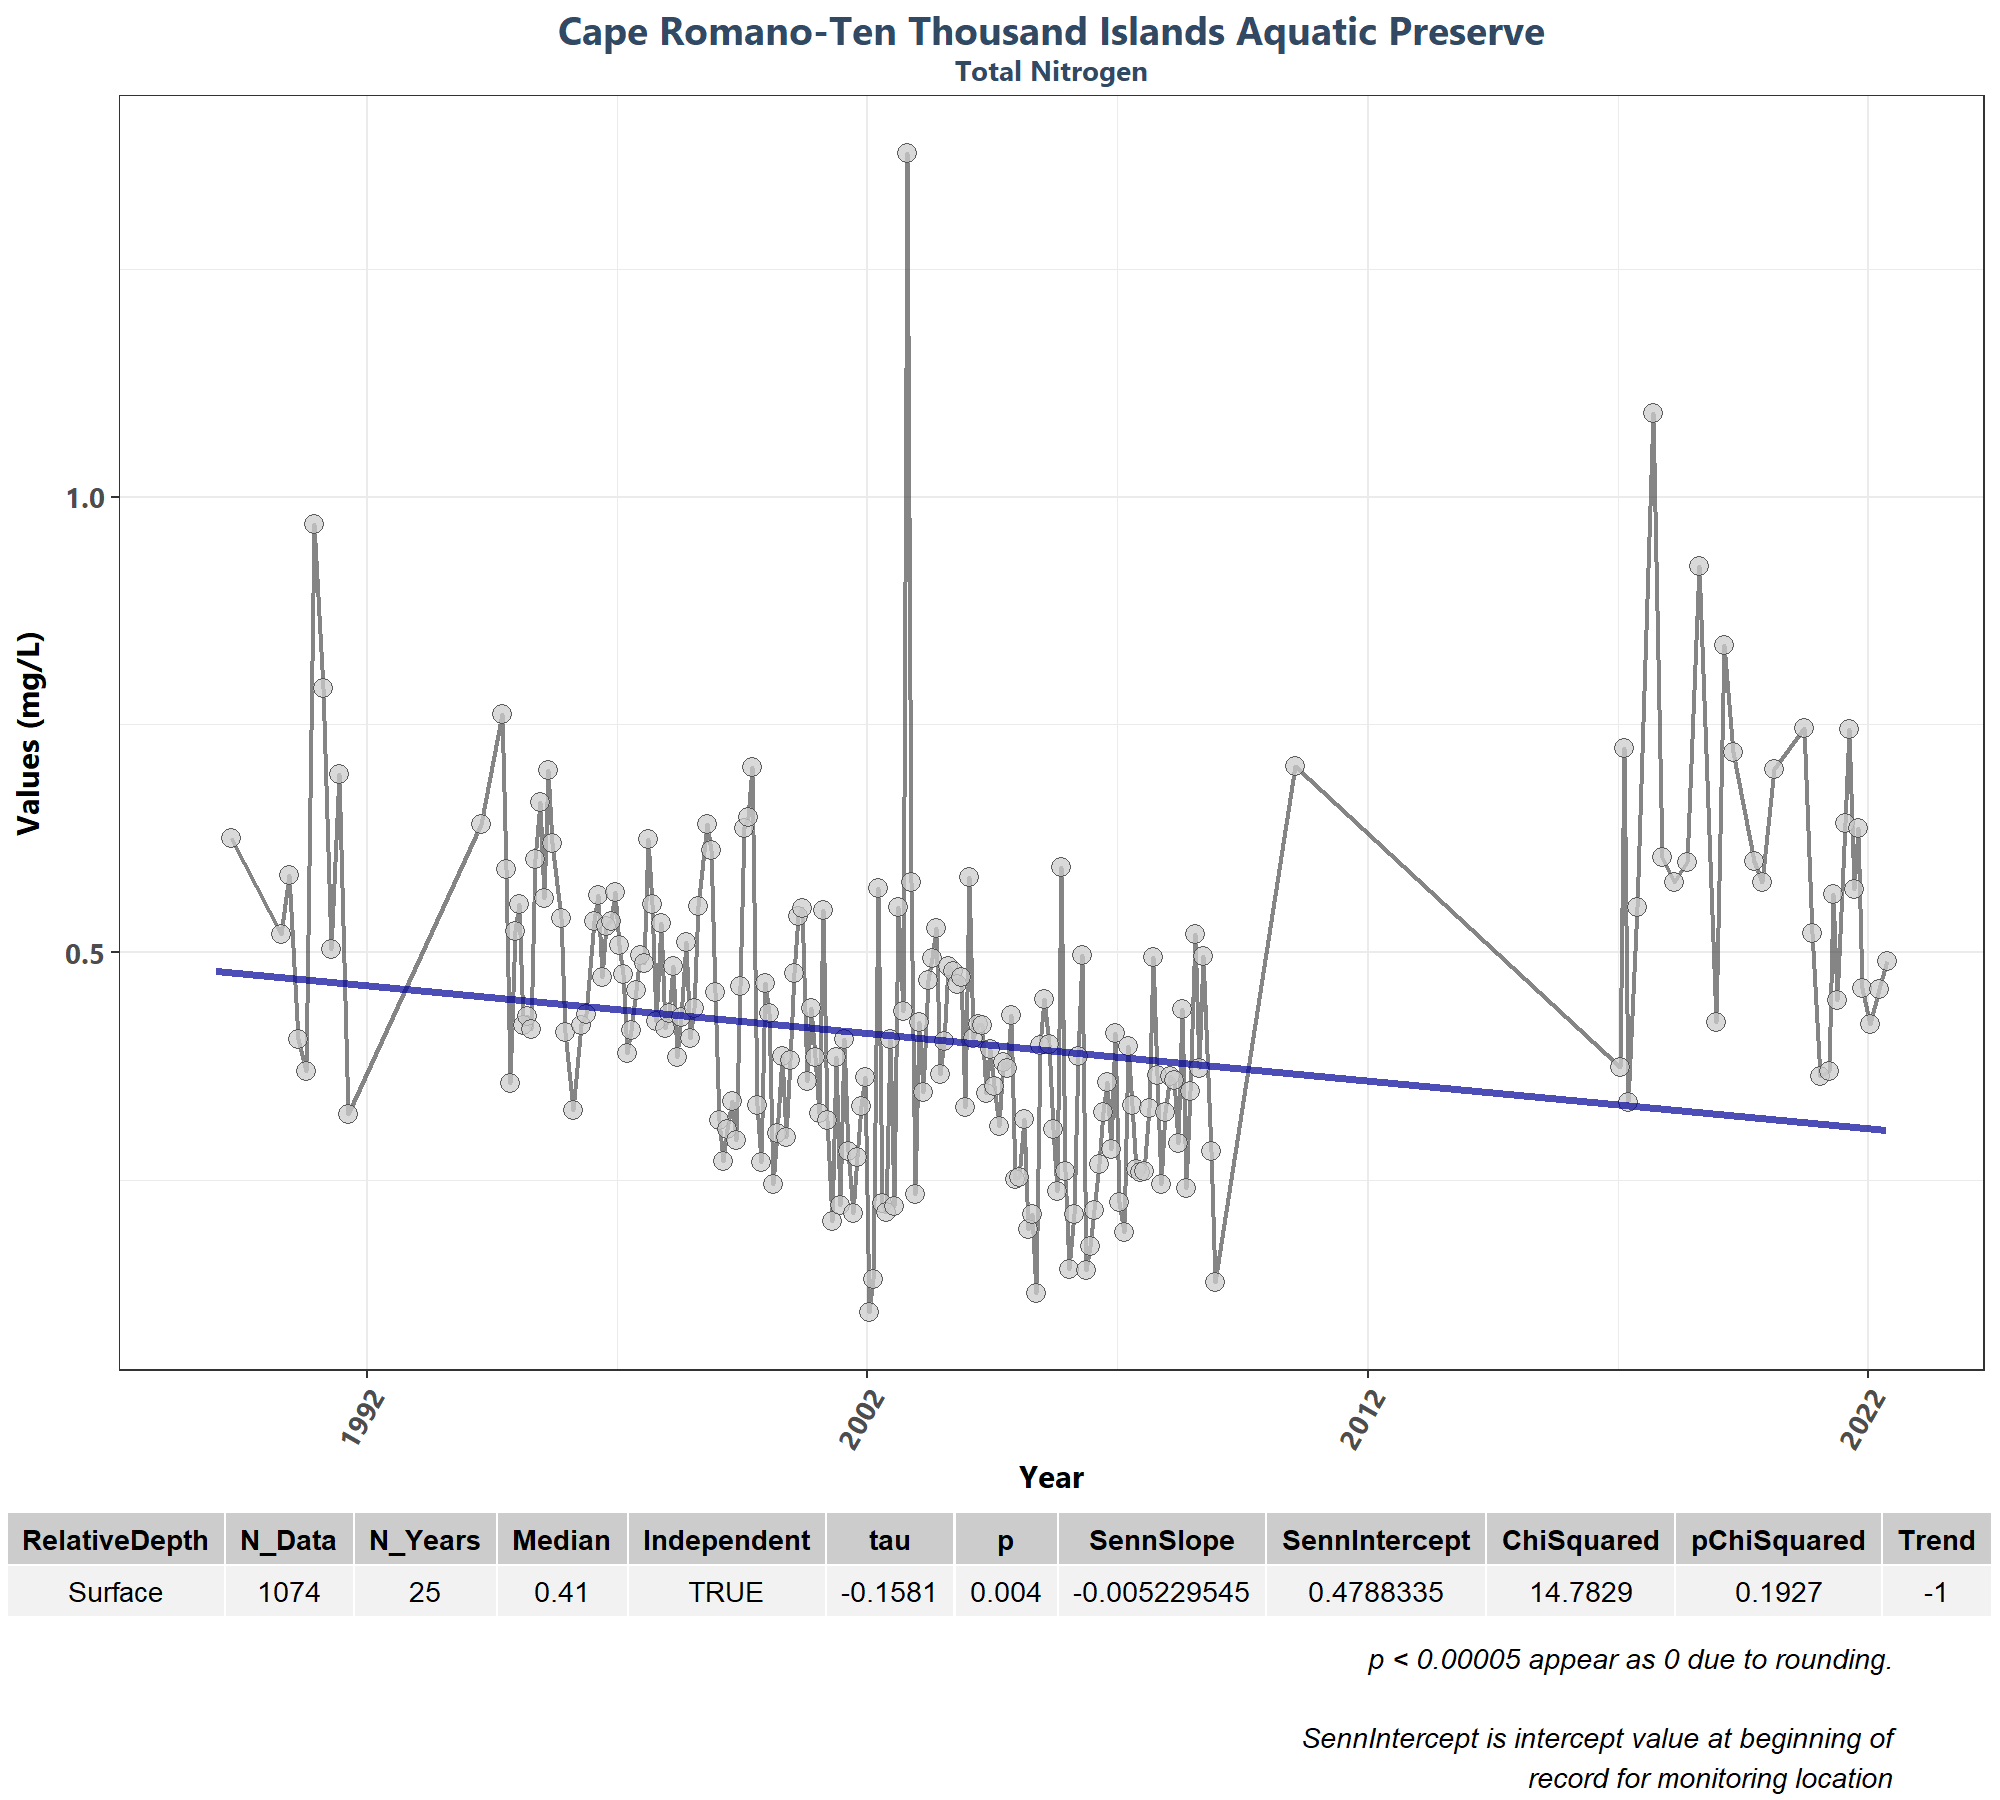 Cape Romano-Ten Thousand Islands Aquatic Preserve
Total Nitrogen
Values (mg/L)
1.0
0.5
1992
2002
2012
2022
Year
RelativeDepth N_Data N_Years Median Independent tau p SennSlope SennIntercept ChiSquared pChiSquared Trend
Surface 1074 25 0.41 TRUE -0.1581 0.004 -0.005229545 0.4788335 14.7829 0.1927 -1
p < 0.00005 appear as 0 due to rounding.
SennIntercept is intercept value at beginning of
record for monitoring location